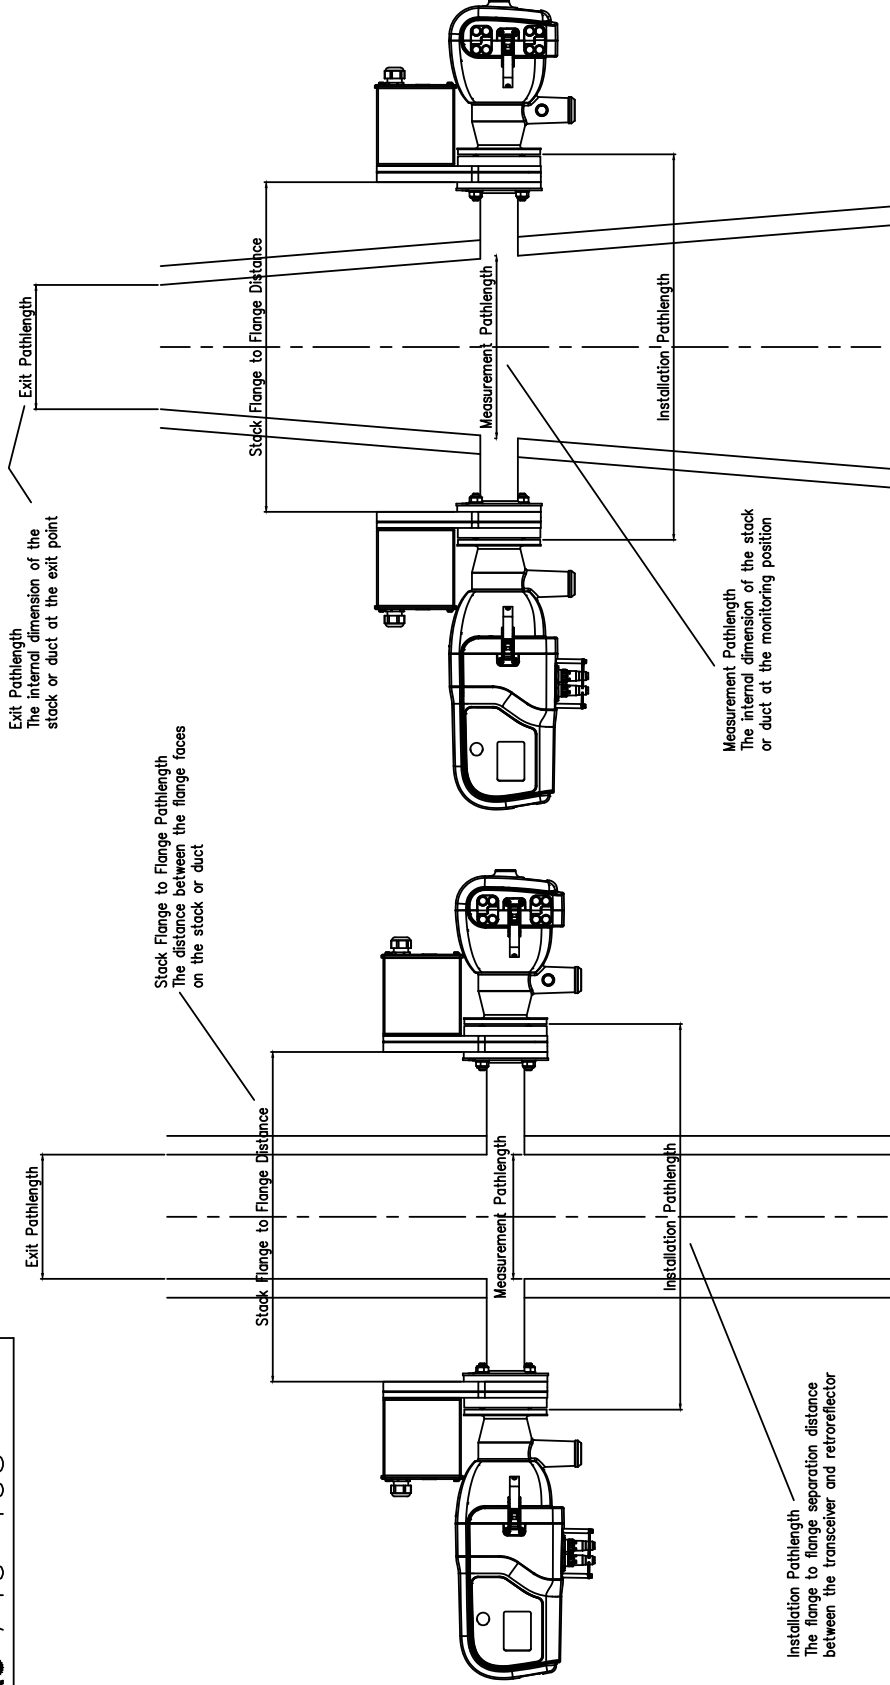 Exit Pathlength
The internal dimension of the
stack or duct at the exit point
Exit Pathlength
Stack Flange to Flange Distance
Measurement Pathlength
Installation Pathlength
Measurement Pathlength
The internal dimension of the stack
or duct at the monitoring position
Stack Flange to Flange Pathlength
The distance between the flange faces
on the stack or duct
Exit Pathlength
Stack Flange to Flange Distance
Measurement Pathlength
Installation Pathlength
Installation Pathlength
The flange to flange separation distance
between the transceiver and retroreflector